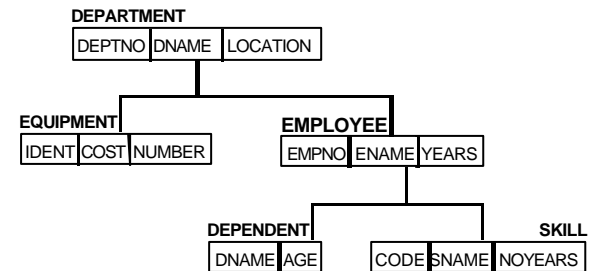 DEPARTMENT
DEPTNO DNAME LOCATION
EQUIPMENT EMPLOYEE
IDENT COST NUMBER EMPNO ENAME YEARS
DEPENDENT SKILL
DNAME AGE CODE SNAME NOYEARS